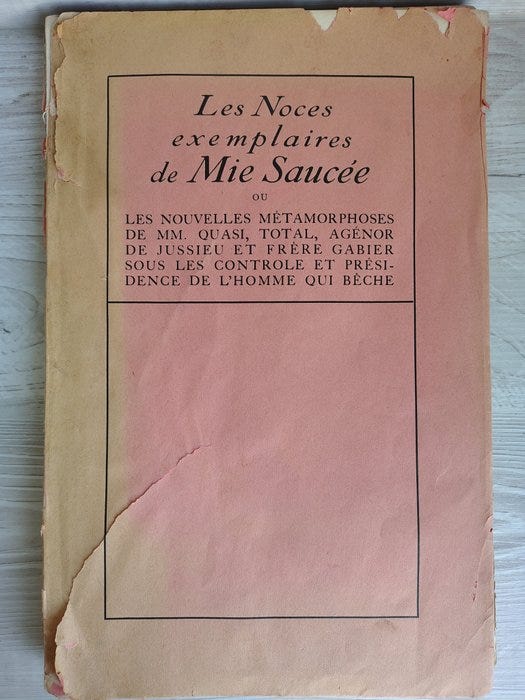 Les Noces
exemplaires
de Mie Saucée
OU
LES NOUVELLES MÉTAMORPHOSES
DE MM. QUASI, TOTAL, AGÉNOR
DE JUSSIEU ET FRÈRE GABIER
SOUS LES CONTROLE ET PRÉSI-
DENCE DE L'HOMME QUI BÊCHE